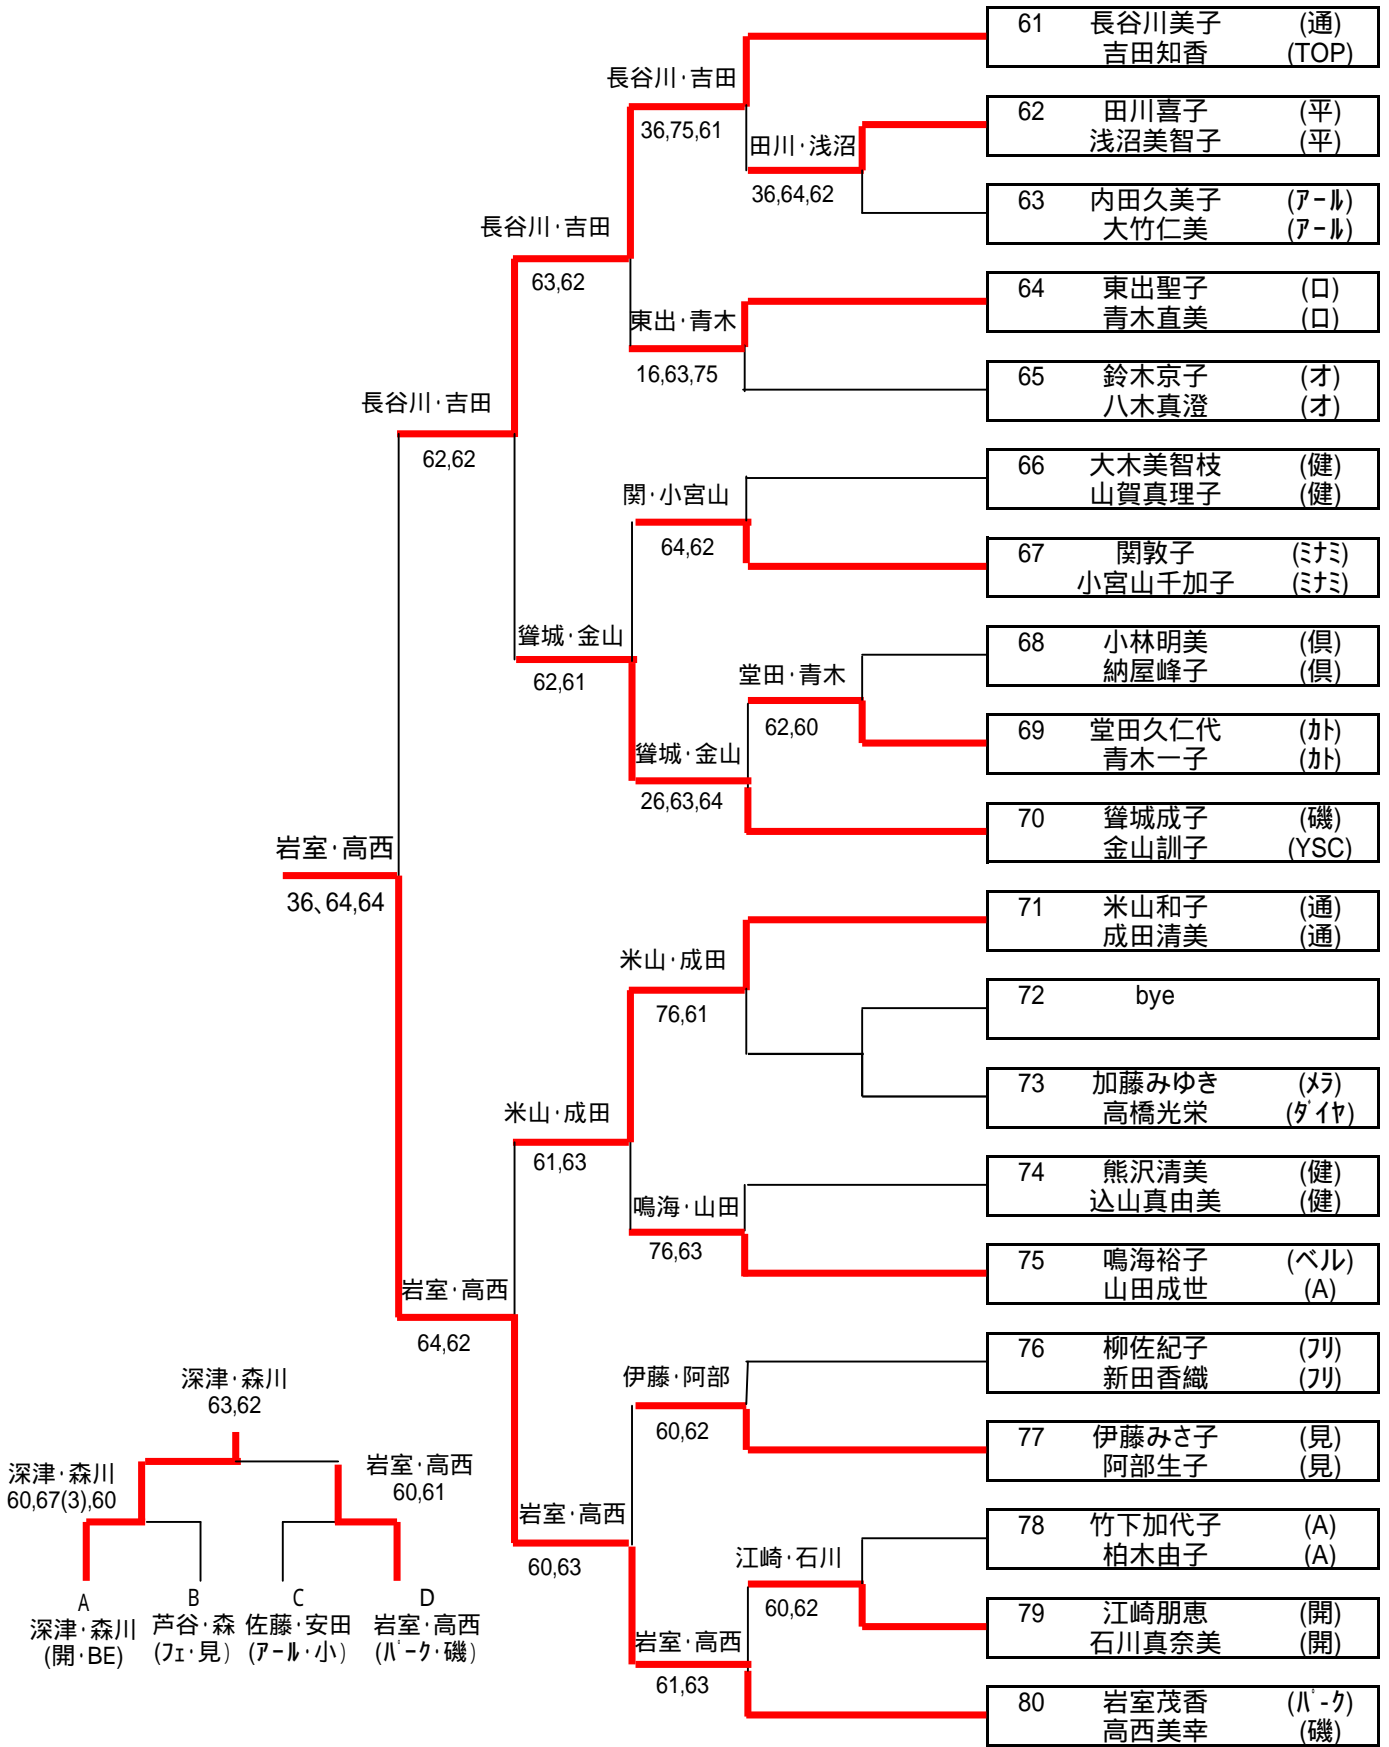 61 長谷川美子 (通)
吉田知香 (TOP)
長谷川・吉田
36,75,61
62 田川喜子 (平)
浅沼美智子 (平)
田川・浅沼
36,64,62
63 内田久美子 (アール)
大竹仁美 (アール)
長谷川・吉田
63,62
64 東出聖子 (ロ)
青木直美 (ロ)
東出・青木
16,63,75
65 鈴木京子 (オ)
八木真澄 (オ)
長谷川・吉田
62,62
66 大木美智枝 (健)
山賀真理子 (健)
関・小宮山
64,62
67 関敦子 (ミナミ)
小宮山千加子 (ミナミ)
聳城・金山
62,61
68 小林明美 (倶)
納屋峰子 (倶)
堂田・青木
62,60
69 堂田久仁代 (カト)
青木一子 (カト)
聳城・金山
26,63,64
70 聳城成子 (磯)
金山訓子 (YSC)
岩室・高西
36、64,64
71 米山和子 (通)
成田清美 (通)
米山・成田
76,61
72 bye
73 加藤みゆき (メラ)
高橋光栄 (ダイヤ)
米山・成田
61,63
74 熊沢清美 (健)
込山真由美 (健)
鳴海・山田
76,63
75 鳴海裕子 (ベル)
山田成世 (A)
岩室・高西
64,62
76 柳佐紀子 (フリ)
新田香織 (フリ)
伊藤・阿部
60,62
77 伊藤みさ子 (見)
阿部生子 (見)
岩室・高西
60,63
78 竹下加代子 (A)
柏木由子 (A)
江崎・石川
60,62
79 江崎朋恵 (開)
石川真奈美 (開)
岩室・高西
61,63
80 岩室茂香 (パーク)
高西美幸 (磯)
深津・森川
63,62
深津・森川
60,67(3),60
岩室・高西
60,61
A B C D
深津・森川 芦谷・森 佐藤・安田 岩室・高西
(開・BE) (フェ・見) (アール・小) (パーク・磯)